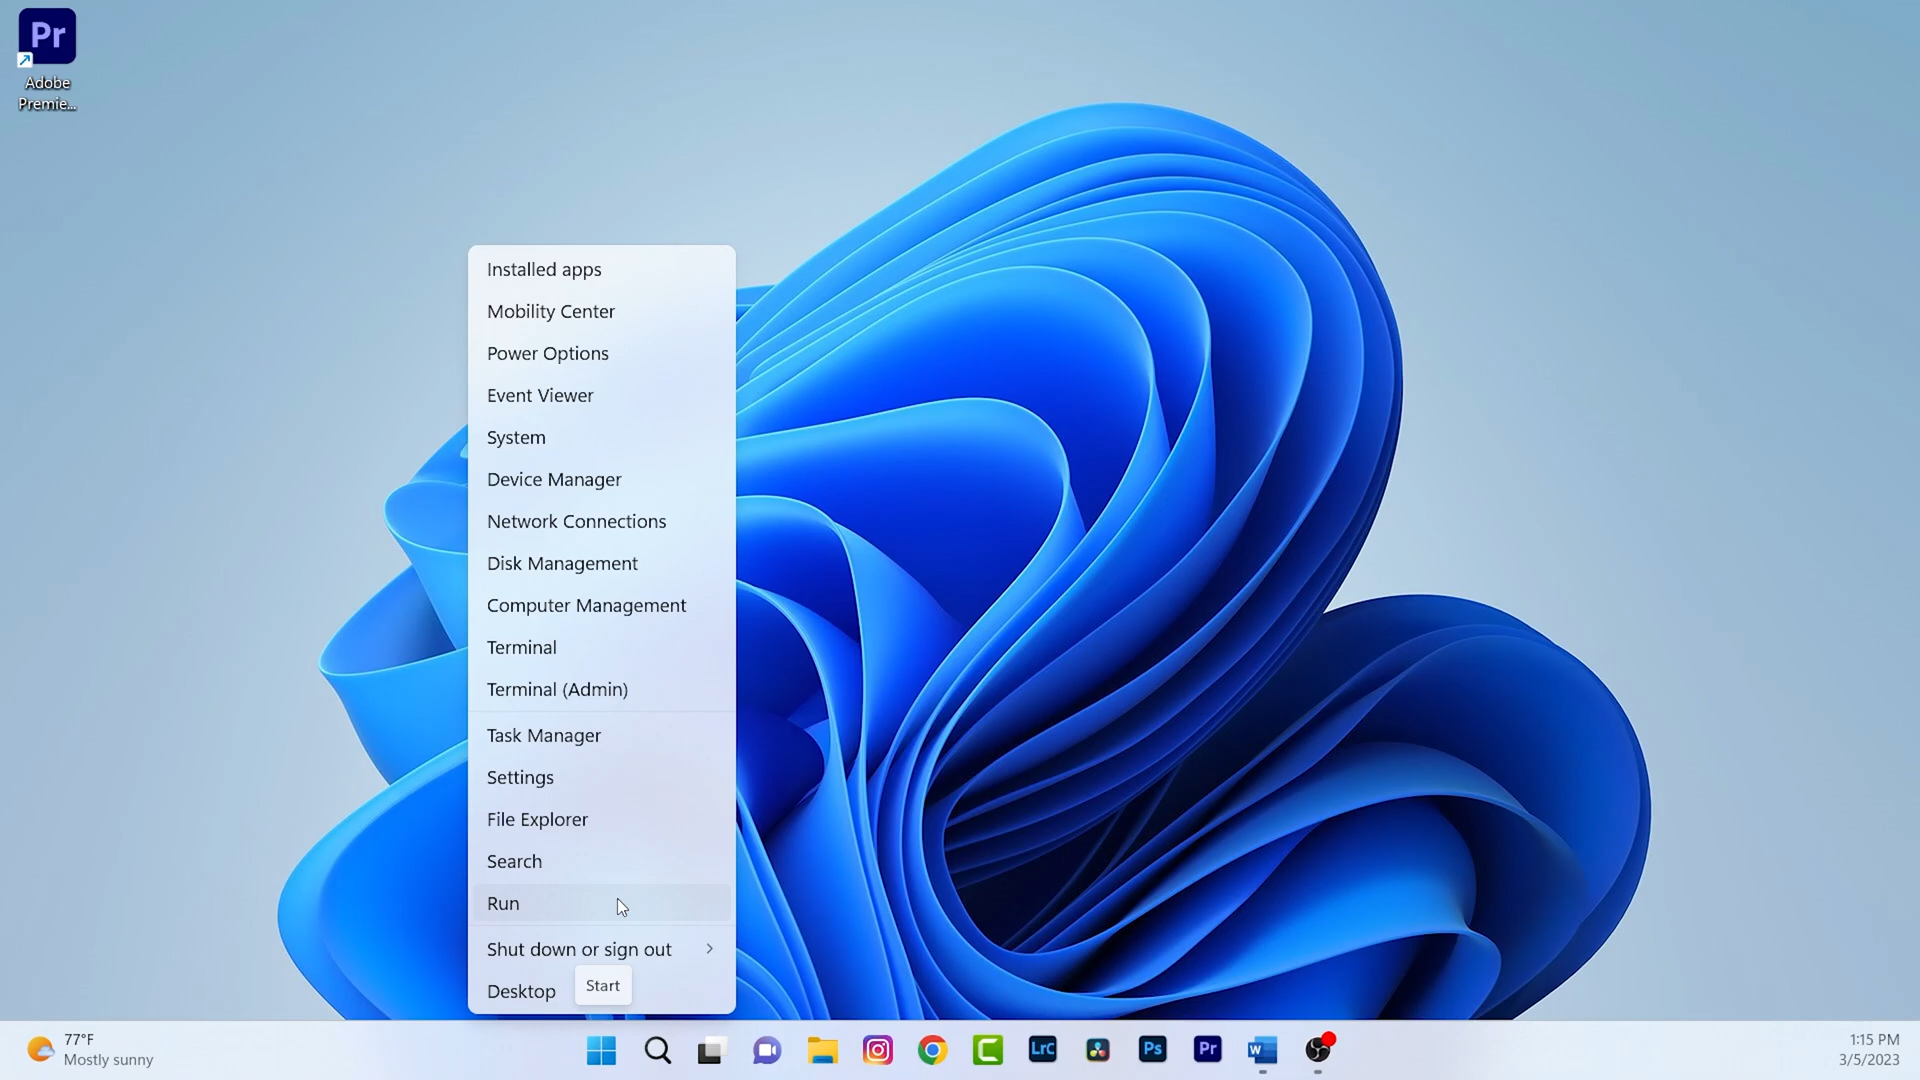 Pr
Adobe
Premie...
Installed apps
Mobility Center
Power Options
Event Viewer
System
Device Manager
Network Connections
Disk Management
Computer Management
Terminal
Terminal (Admin)
Task Manager
Settings
File Explorer
Search
Run
Shut down or sign out
Desktop
Start
77°F
Mostly sunny
LrC
Ps
Pr
W
1:15 PM
3/5/2023